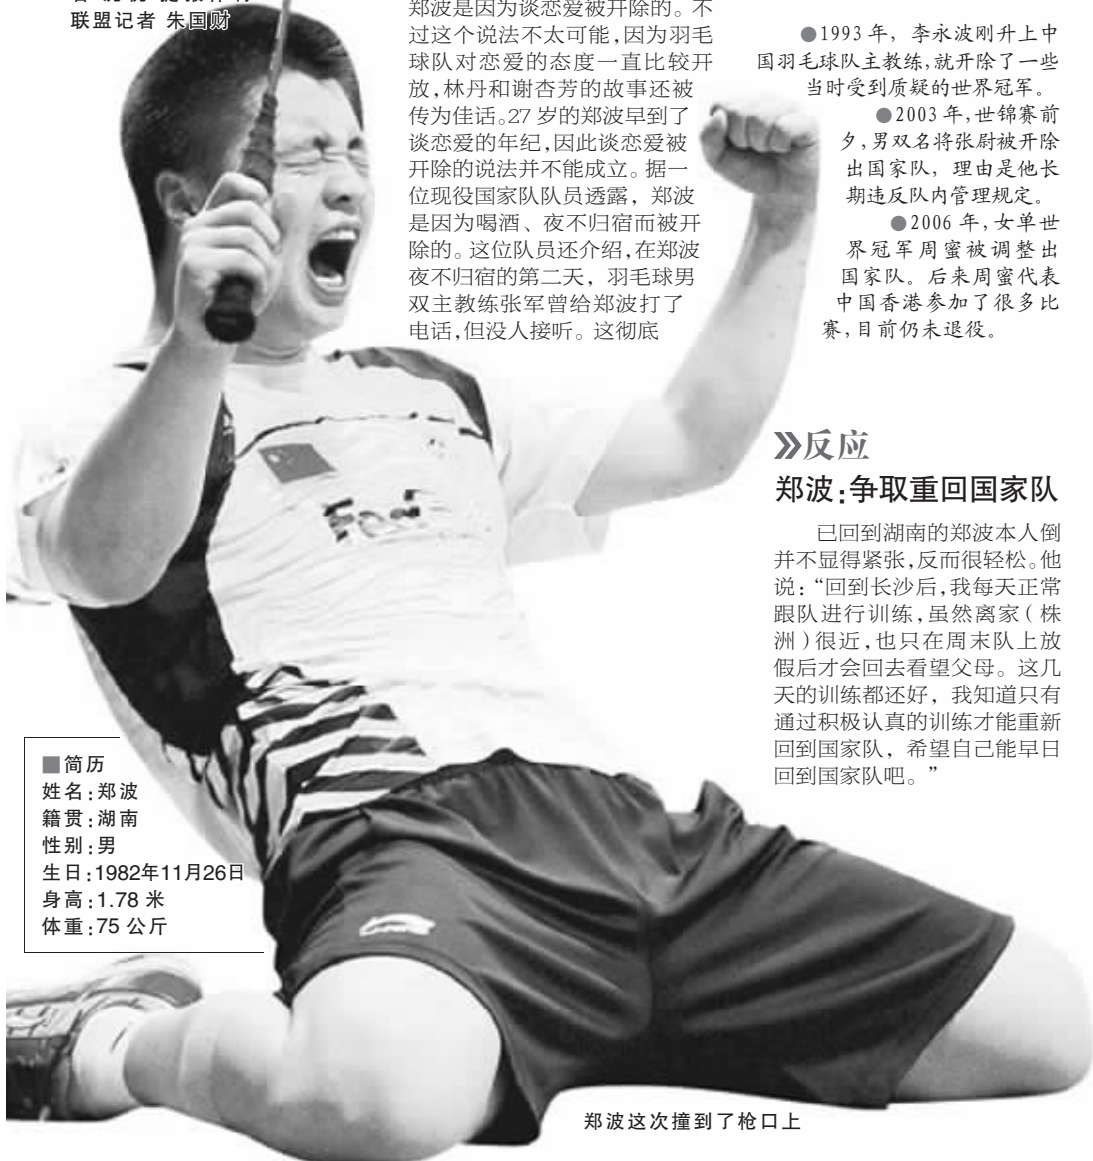 联盟记者 朱国财
郑波是因为谈恋爱被开除的。不
过这个说法不太可能,因为羽毛
球队对恋爱的态度一直比较开
放,林丹和谢杏芳的故事还被
传为佳话。27 岁的郑波早到了
谈恋爱的年纪,因此谈恋爱被
开除的说法并不能成立。据一
位现役国家队队员透露，郑波
是因为喝酒、夜不归宿而被开
除的。这位队员还介绍,在郑波
夜不归宿的第二天，羽毛球男
双主教练张军曾给郑波打了
电话,但没人接听。这彻底
●1993 年，李永波刚升上中
国羽毛球队主教练,就开除了一些
当时受到质疑的世界冠军。
●2003 年,世锦赛前
夕,男双名将张尉被开除
出国家队，理由是他长
期违反队内管理规定。
●2006 年,女单世
界冠军周蜜被调整出
国家队。后来周蜜代表
中国香港参加了很多比
赛,目前仍未退役。
反应
郑波:争取重回国家队
已回到湖南的郑波本人倒
并不显得紧张,反而很轻松。他
说：“回到长沙后,我每天正常
跟队进行训练,虽然离家（株
洲）很近,也只在周末队上放
假后才会回去看望父母。这几
天的训练都还好，我知道只有
通过积极认真的训练才能重新
回到国家队，希望自己能早日
回到国家队吧。”
■简历
姓名:郑波
籍贯:湖南
性别:男
生日:1982年11月26日
身高:1.78 米
体重:75 公斤
郑波这次撞到了枪口上